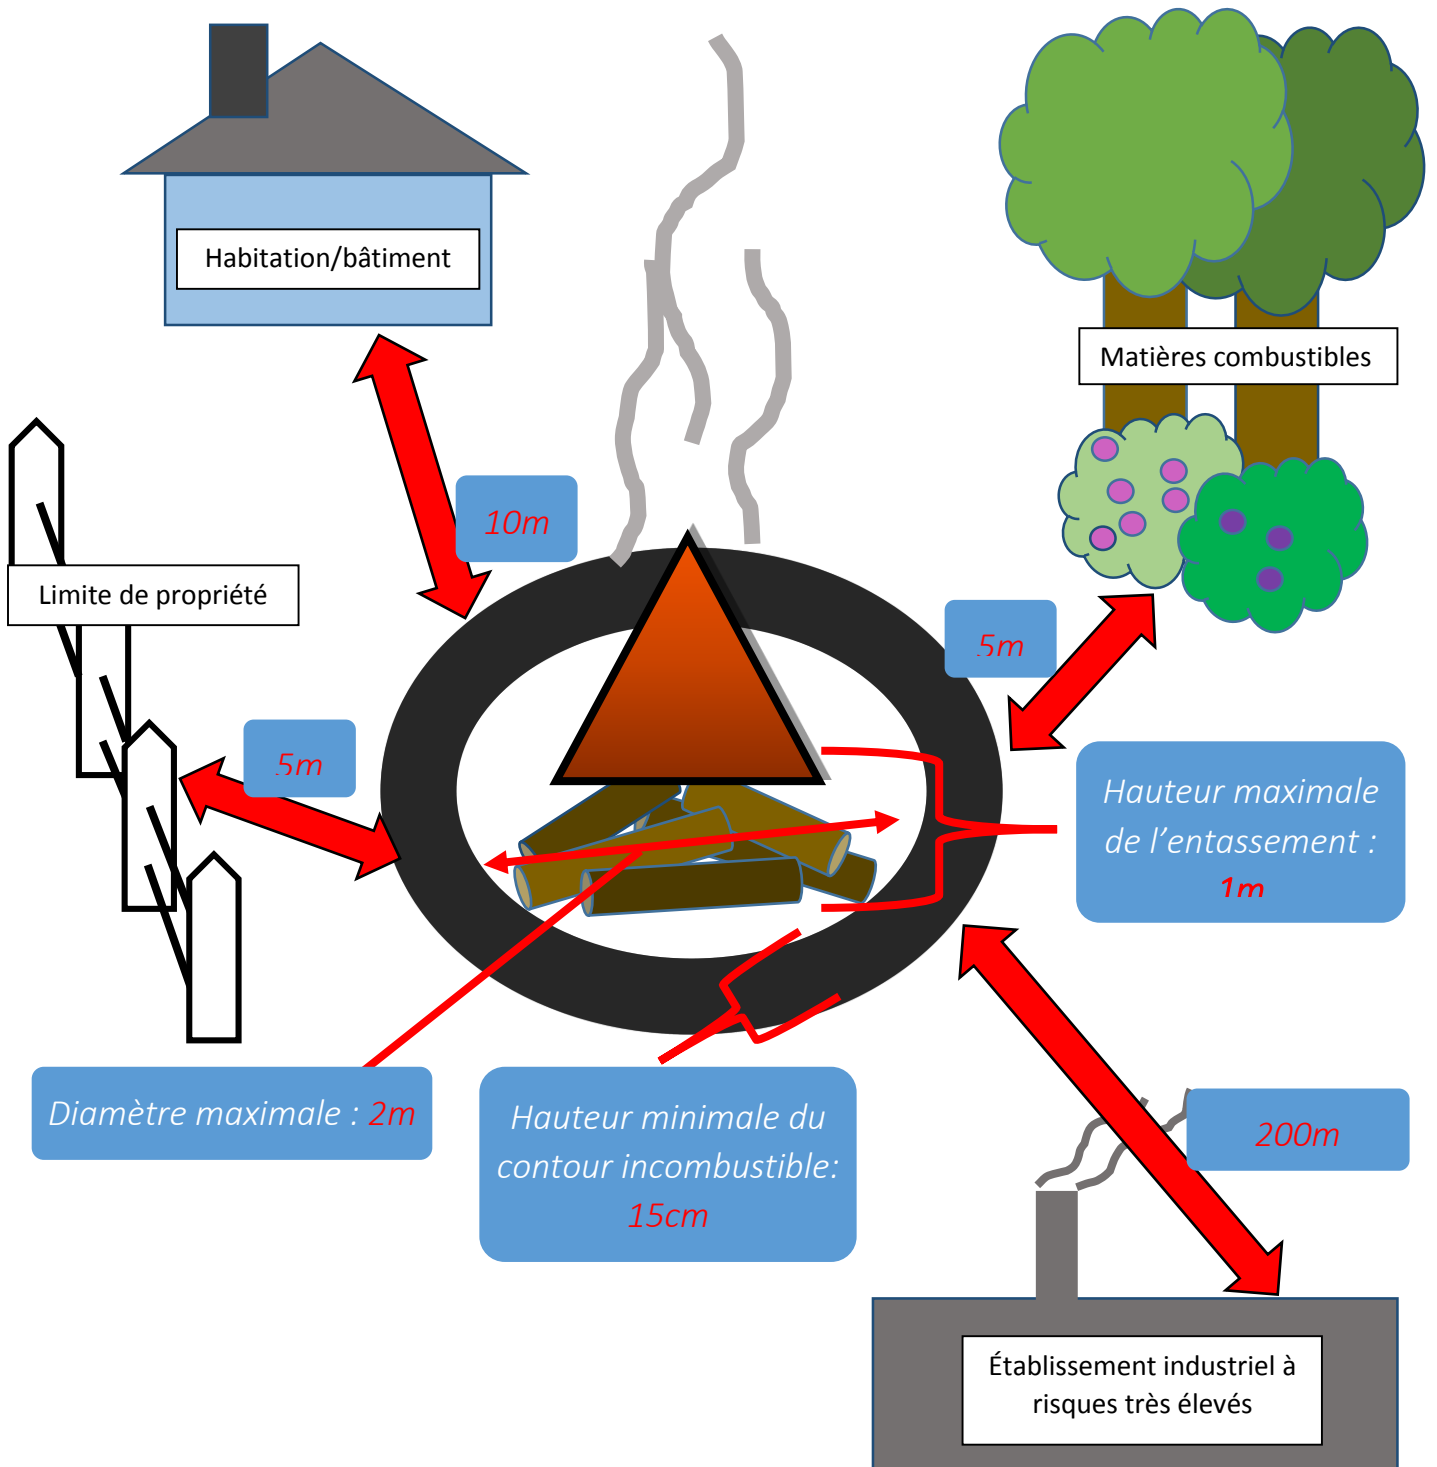 Habitation/bâtiment
Matières combustibles
10m
Limite de propriété
5m
5m
Hauteur maximale
de l'entassement :
1m
Diamètre maximale : 2m
Hauteur minimale du
contour incombustible:
15cm
200m
Établissement industriel à
risques très élevés